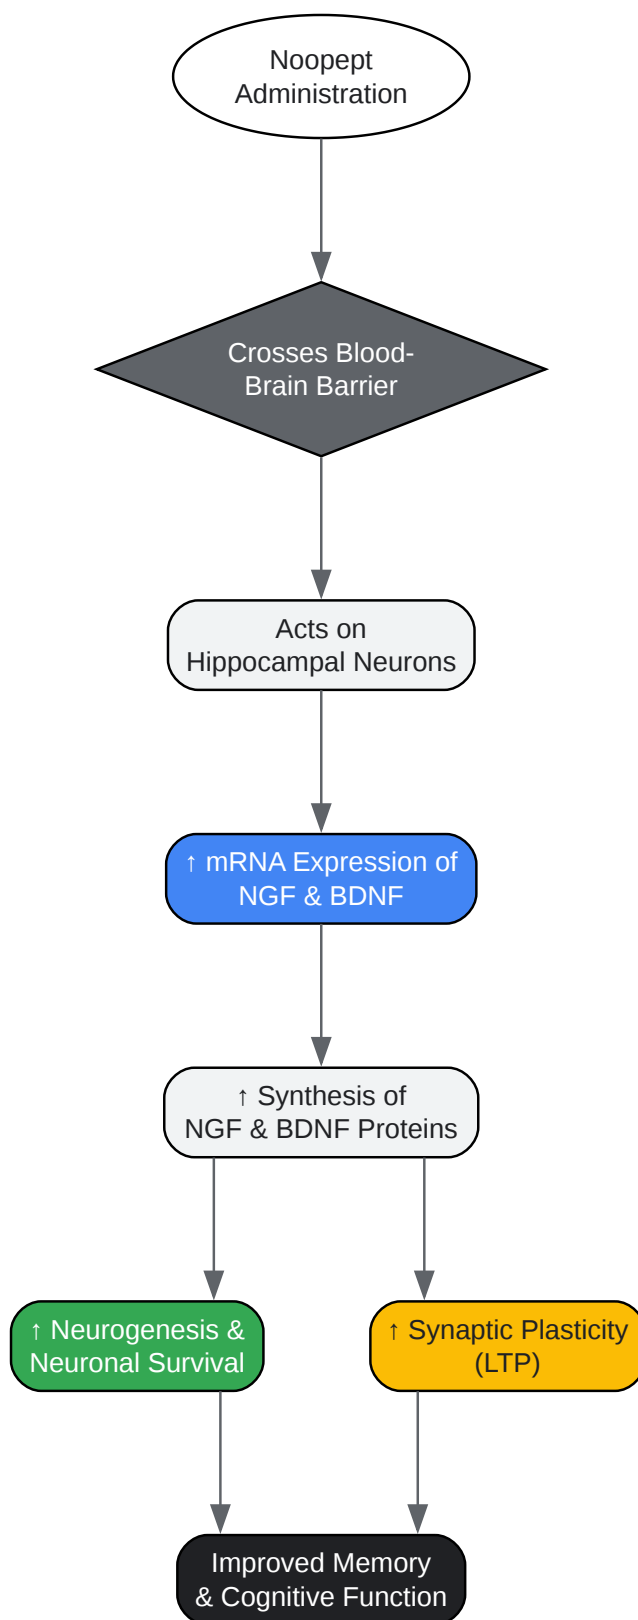 Noopept
Administration
Crosses Blood-
Brain Barrier
Acts on
Hippocampal Neurons
↑ mRNA Expression of
NGF & BDNF
↑ Synthesis of
NGF & BDNF Proteins
↑ Neurogenesis &
Neuronal Survival
↑ Synaptic Plasticity
(LTP)
Improved Memory
& Cognitive Function